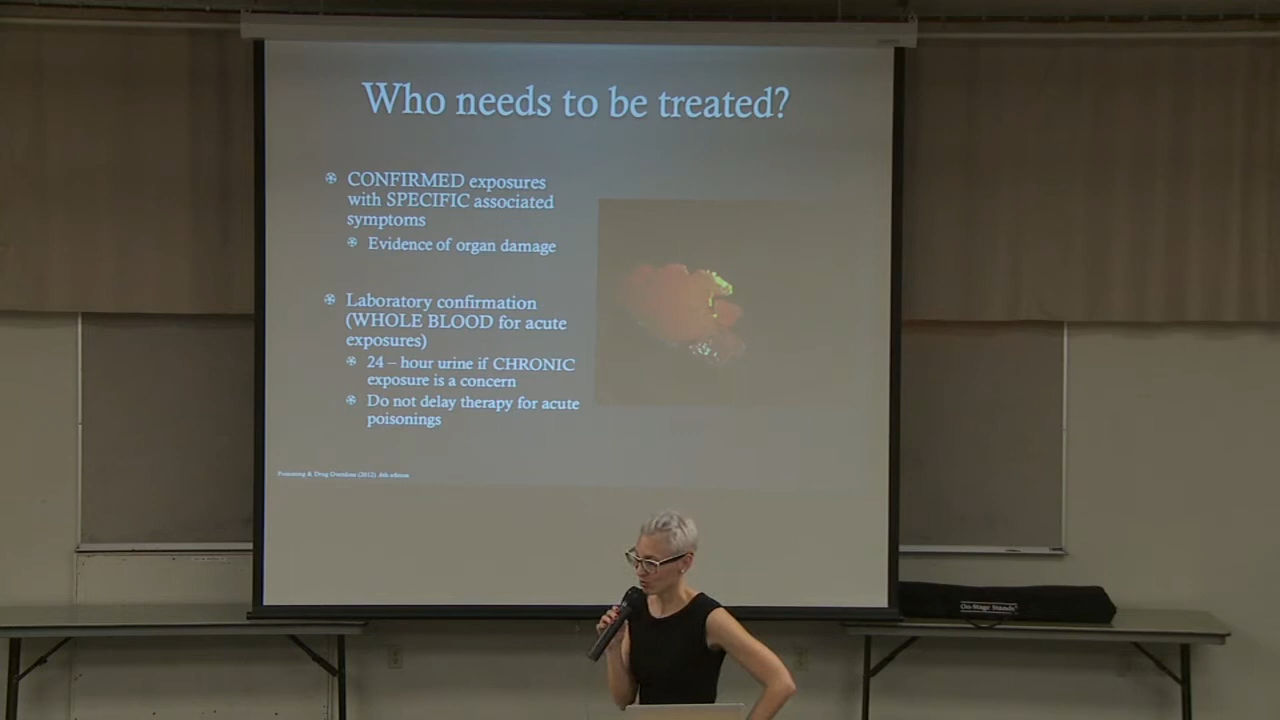 Who needs to be treated?
CONFIRMED exposures
with SPECIFIC associated
symptoms
Evidence of organ damage
Laboratory confirmation
(WHOLE BLOOD for acute
exposures)
24 – hour urine if CHRONIC
exposure is a concern
Do not delay therapy for acute
poisonings
Poisoning & Drug Overdose (2012) 6th edition
On-Stage Stands